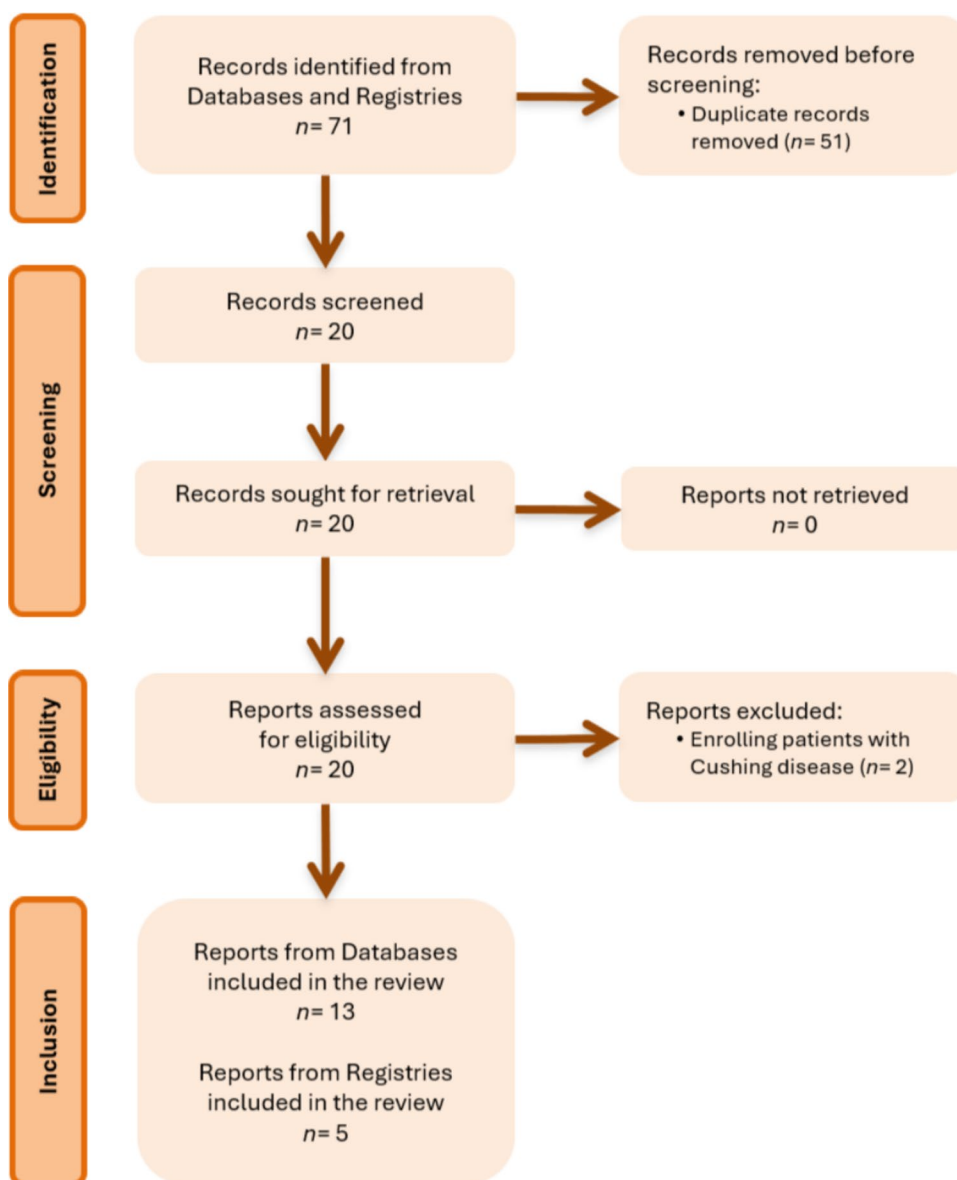 Identification
Records identified from
Databases and Registries
n= 71
Records removed before
screening:
• Duplicate records
removed (n= 51)
Screening
Records screened
n= 20
Records sought for retrieval
n= 20
Reports not retrieved
n= 0
Eligibility
Reports assessed
for eligibility
n= 20
Reports excluded:
• Enrolling patients with
Cushing disease (n= 2)
Inclusion
Reports from Databases
included in the review
n= 13
Reports from Registries
included in the review
n= 5